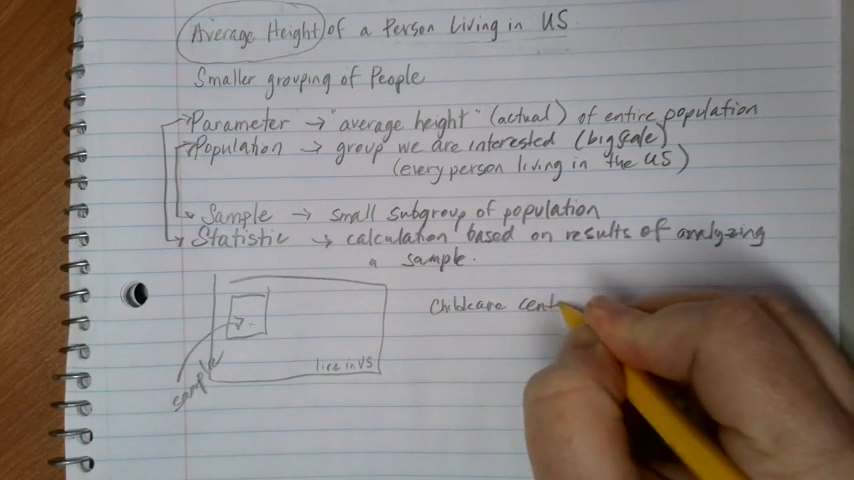 Average Height of a Person Living in US
Smaller grouping of People
Parameter → "average height" (actual) of entire population
Population → group we are interested (big scale)
(every person living in the US)
Sample → small subgroup of population
Statistic → calculation based on results of analyzing
a sample.
Childcare cent
live in US
sample